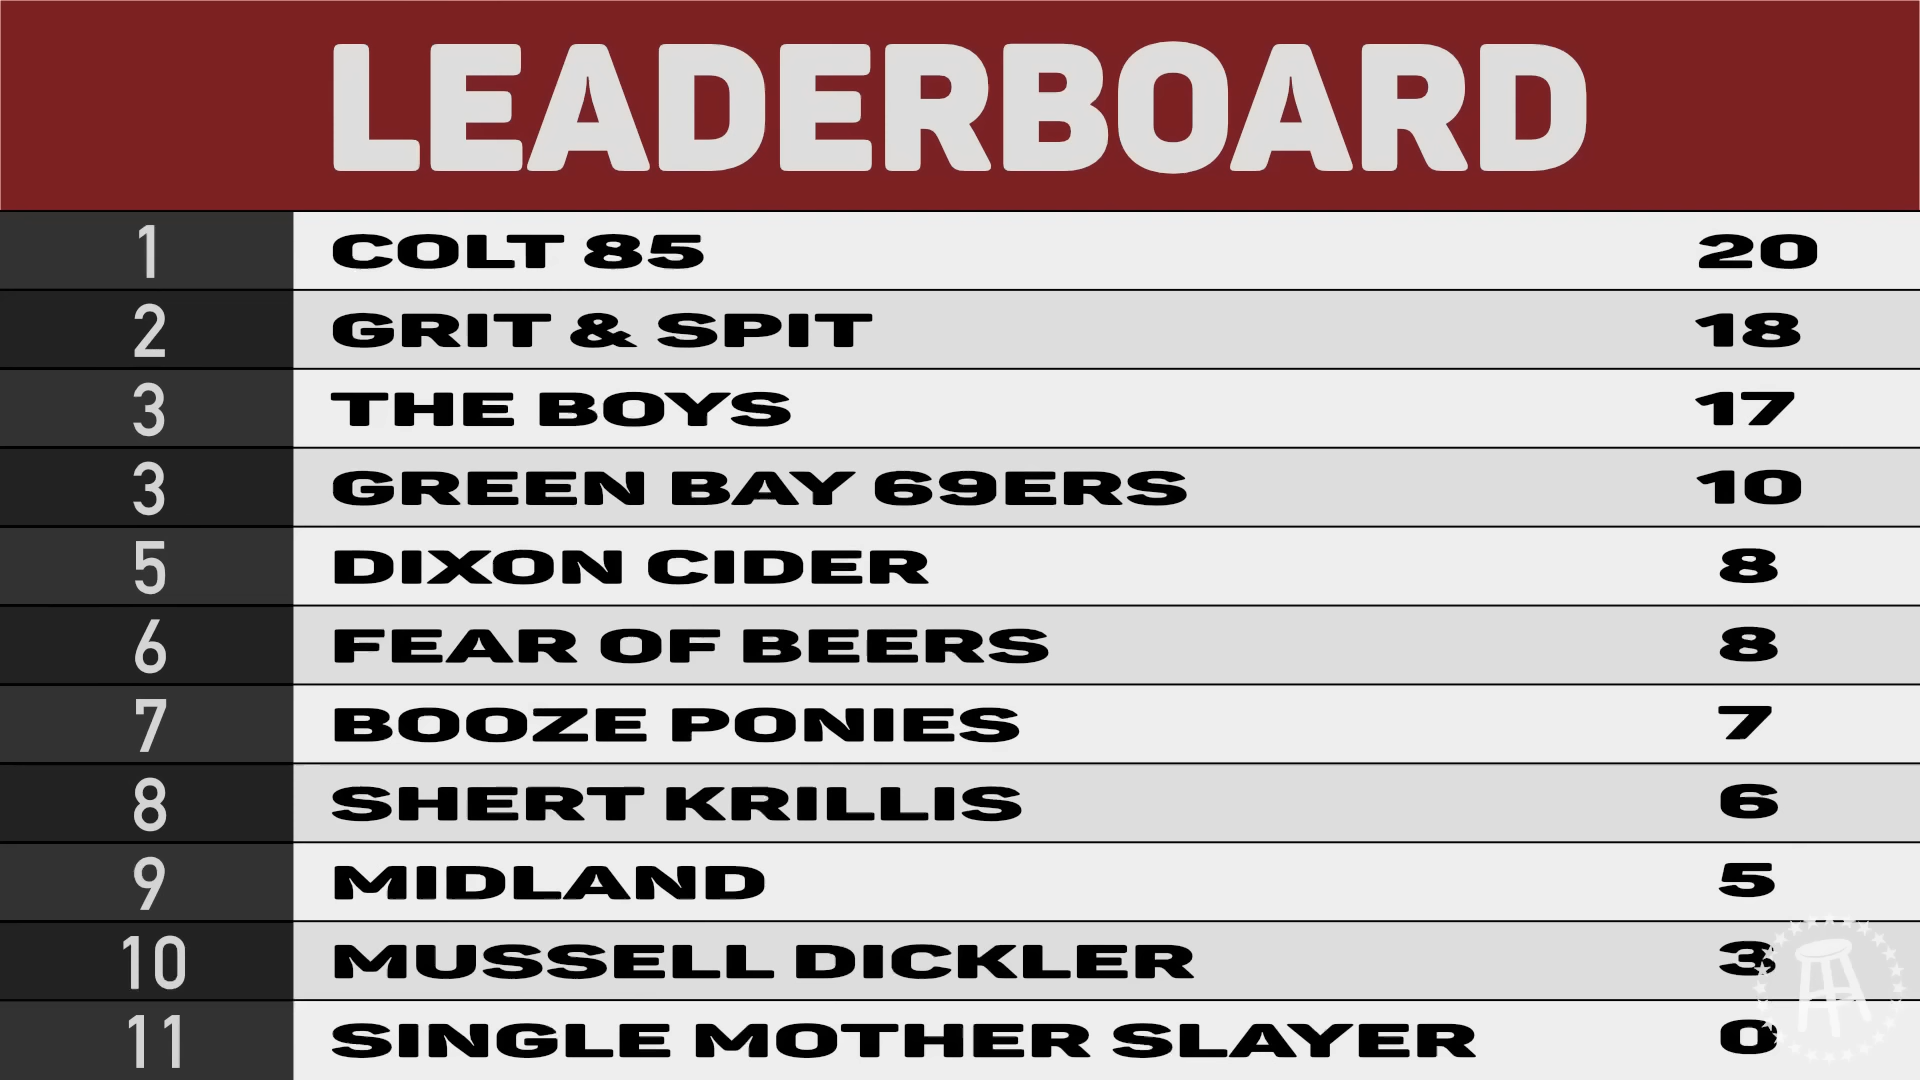 LEADERBOARD
1 COLT 85 20
2 GRIT & SPIT 18
3 THE BOYS 17
3 GREEN BAY 69ERS 10
5 DIXON CIDER 8
6 FEAR OF BEERS 8
7 BOOZE PONIES 7
8 SHERT KRILLIS 6
9 MIDLAND 5
10 MUSSELL DICKLER 3
11 SINGLE MOTHER SLAYER 0